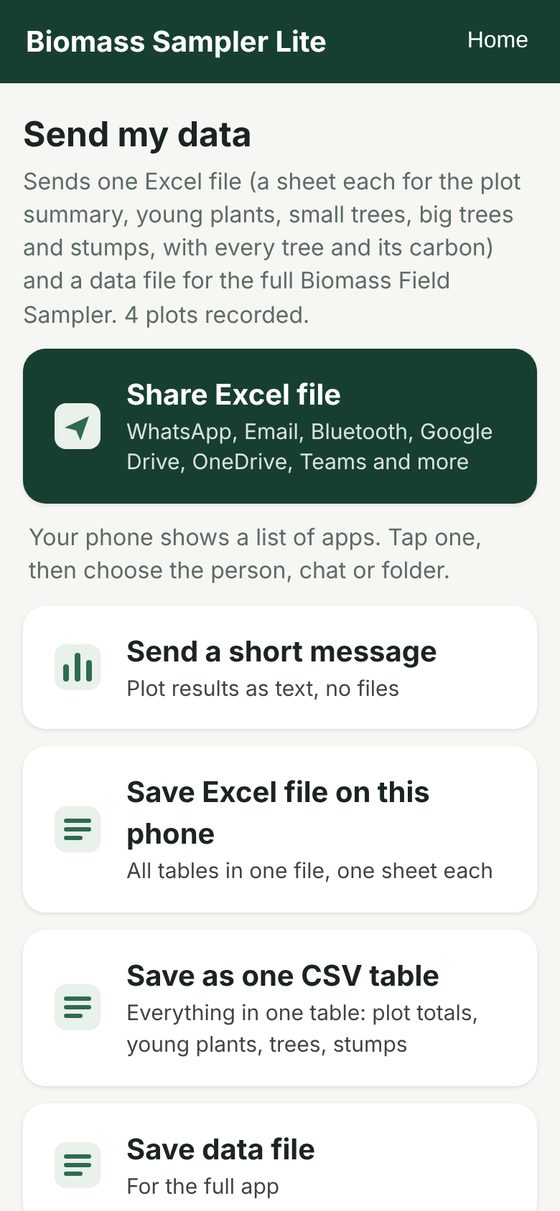 Biomass Sampler Lite
Home
Send my data
Sends one Excel file (a sheet each for the plot
summary, young plants, small trees, big trees
and stumps, with every tree and its carbon)
and a data file for the full Biomass Field
Sampler. 4 plots recorded.
Share Excel file
WhatsApp, Email, Bluetooth, Google
Drive, OneDrive, Teams and more
Your phone shows a list of apps. Tap one,
then choose the person, chat or folder.
Send a short message
Plot results as text, no files
Save Excel file on this
phone
All tables in one file, one sheet each
Save as one CSV table
Everything in one table: plot totals,
young plants, trees, stumps
Save data file
For the full app